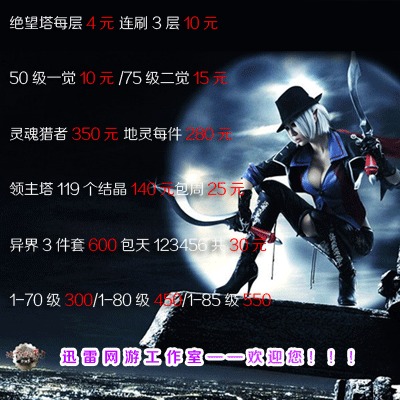 绝望塔每层 4 元 连刷 3 层 10 元
50 级一觉 10 元 /75 级二觉 15 元
灵魂猎者 350 元 地灵每件 280 元
领主塔 119 个结晶 140 元包周 25 元
异界 3 件套 600 包天 123456 共 30 元
1-70 级 300/1-80 级 450/1-85 级 550
迅雷网游工作室——欢迎您！！！